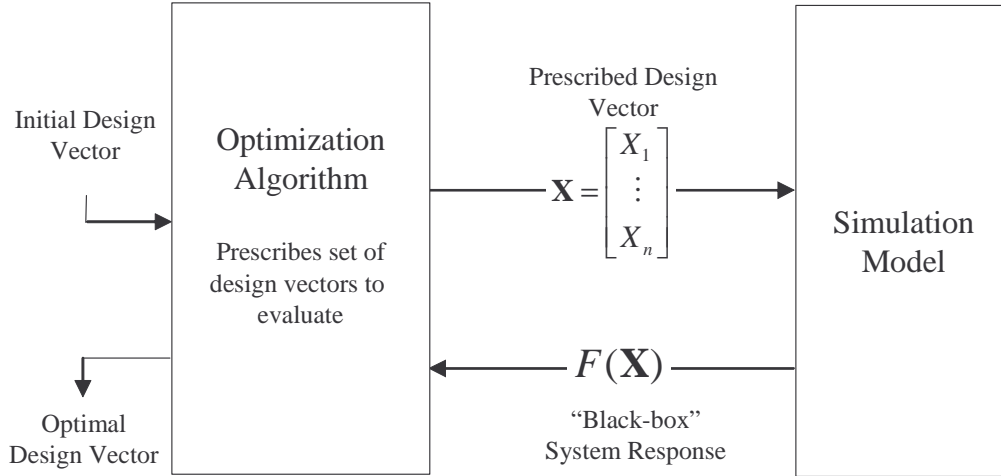 Initial Design
Vector
Optimization
Algorithm
Prescribes set of
design vectors to
evaluate
Optimal
Design Vector
Prescribed Design
Vector
X = [X₁
⋮
Xₙ]
F(X)
“Black-box”
System Response
Simulation
Model